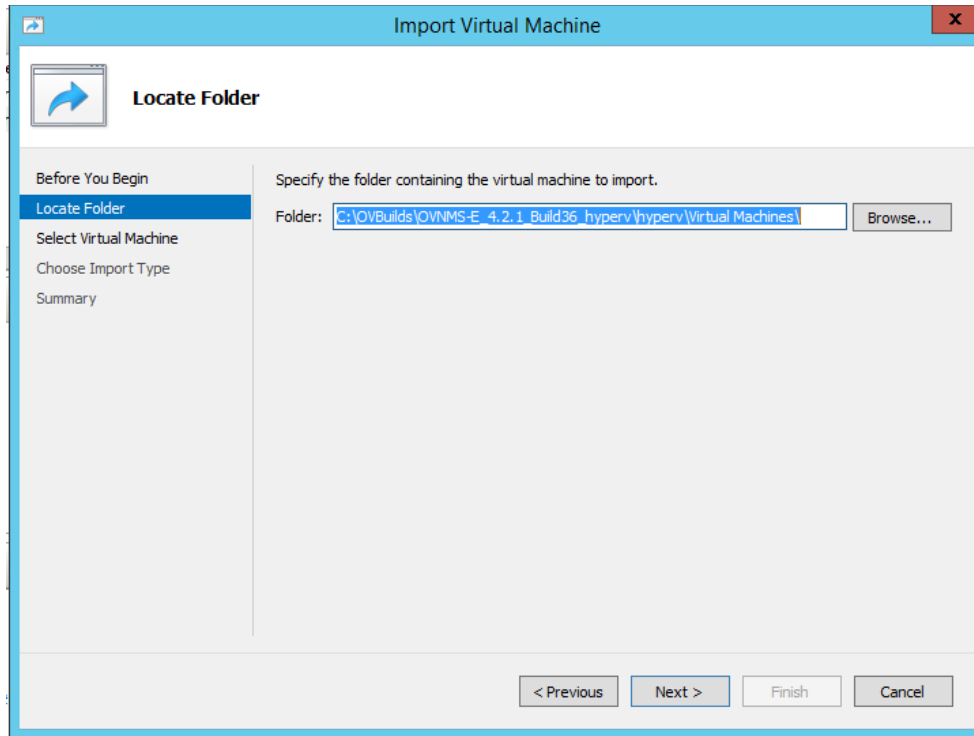 Import Virtual Machine
x
Locate Folder
Before You Begin
Locate Folder
Select Virtual Machine
Choose Import Type
Summary
Specify the folder containing the virtual machine to import.
Folder: C:\OVBuilds\OVNMS-E_4.2.1_Build36_hyperv\hyperv\Virtual Machines\ Browse...
< Previous Next > Finish Cancel